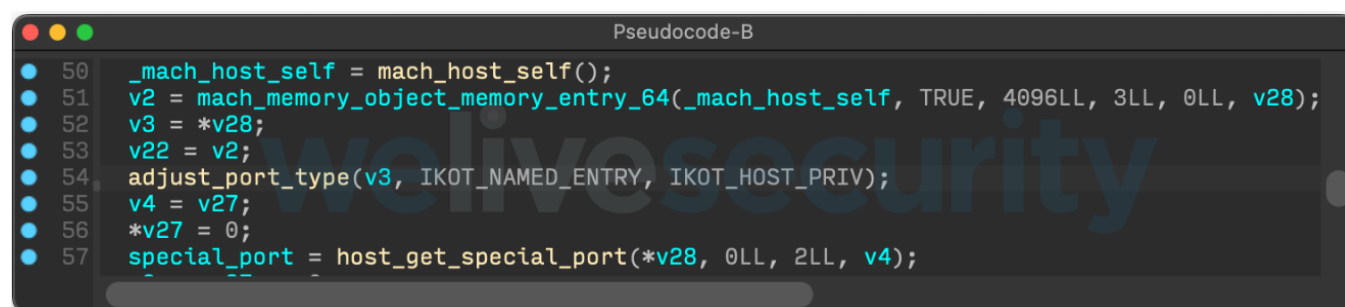 Pseudocode-B
50 _mach_host_self = mach_host_self();
51 v2 = mach_memory_object_memory_entry_64(_mach_host_self, TRUE, 4096LL, 3LL, 0LL, v28);
52 v3 = *v28;
53 v22 = v2;
54 adjust_port_type(v3, IKOT_NAMED_ENTRY, IKOT_HOST_PRIV);
55 v4 = v27;
56 *v27 = 0;
57 special_port = host_get_special_port(*v28, 0LL, 2LL, v4);
welivesecurity